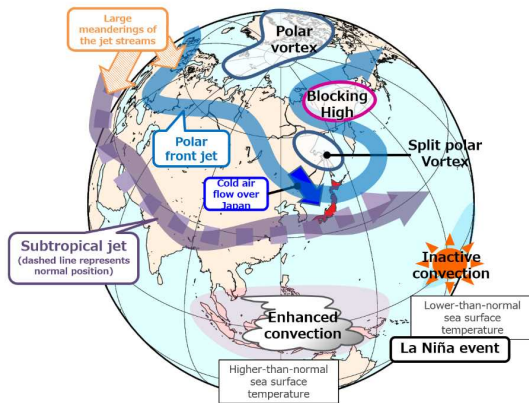 Large
meanderings of
the jet streams
Polar
vortex
Blocking
High
Polar
front jet
Split polar
Vortex
Cold air
flow over
Japan
Subtropical jet
(dashed line represents
normal position)
Inactive
convection
Enhanced
convection
Lower-than-normal
sea surface
temperature
La Niña event
Higher-than-normal
sea surface
temperature